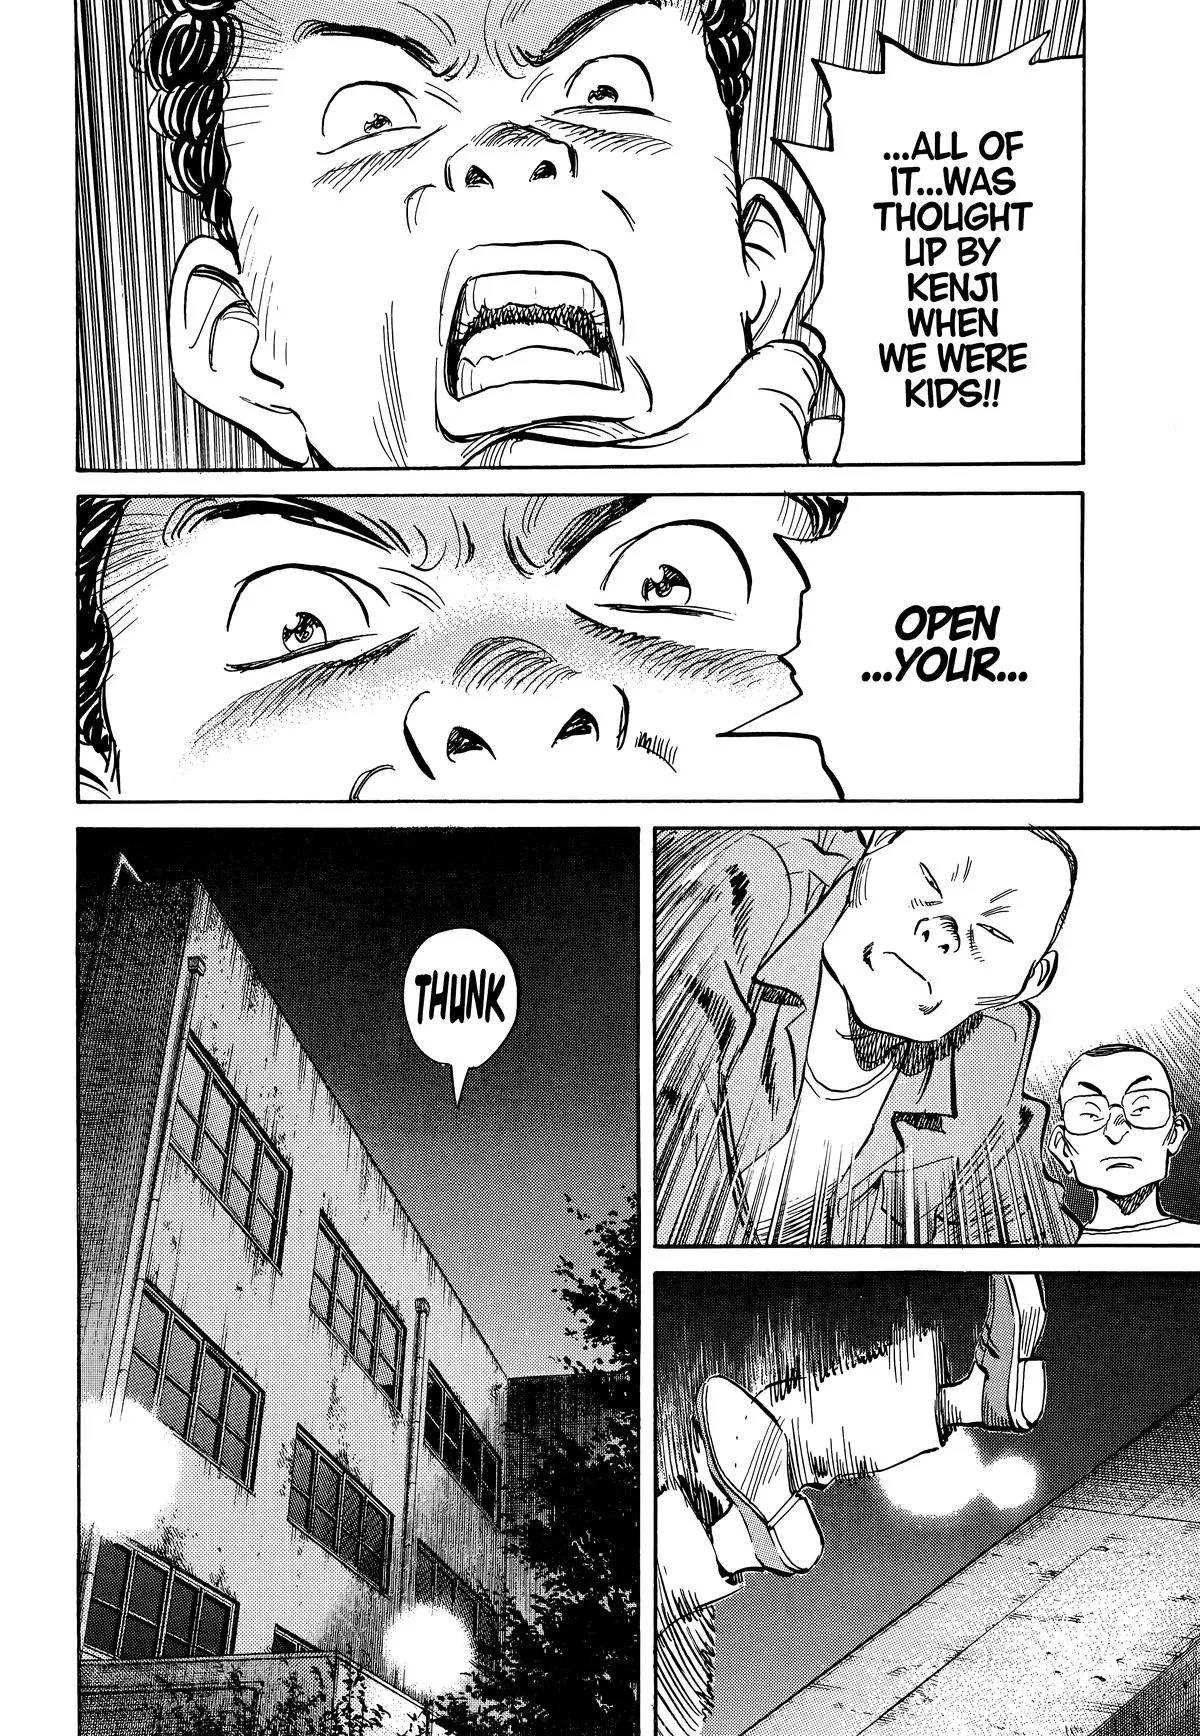 ...ALL OF
IT...WAS
THOUGHT
UP BY
KENJI
WHEN
WE WERE
KIDS!!
OPEN
...YOUR...
THUNK